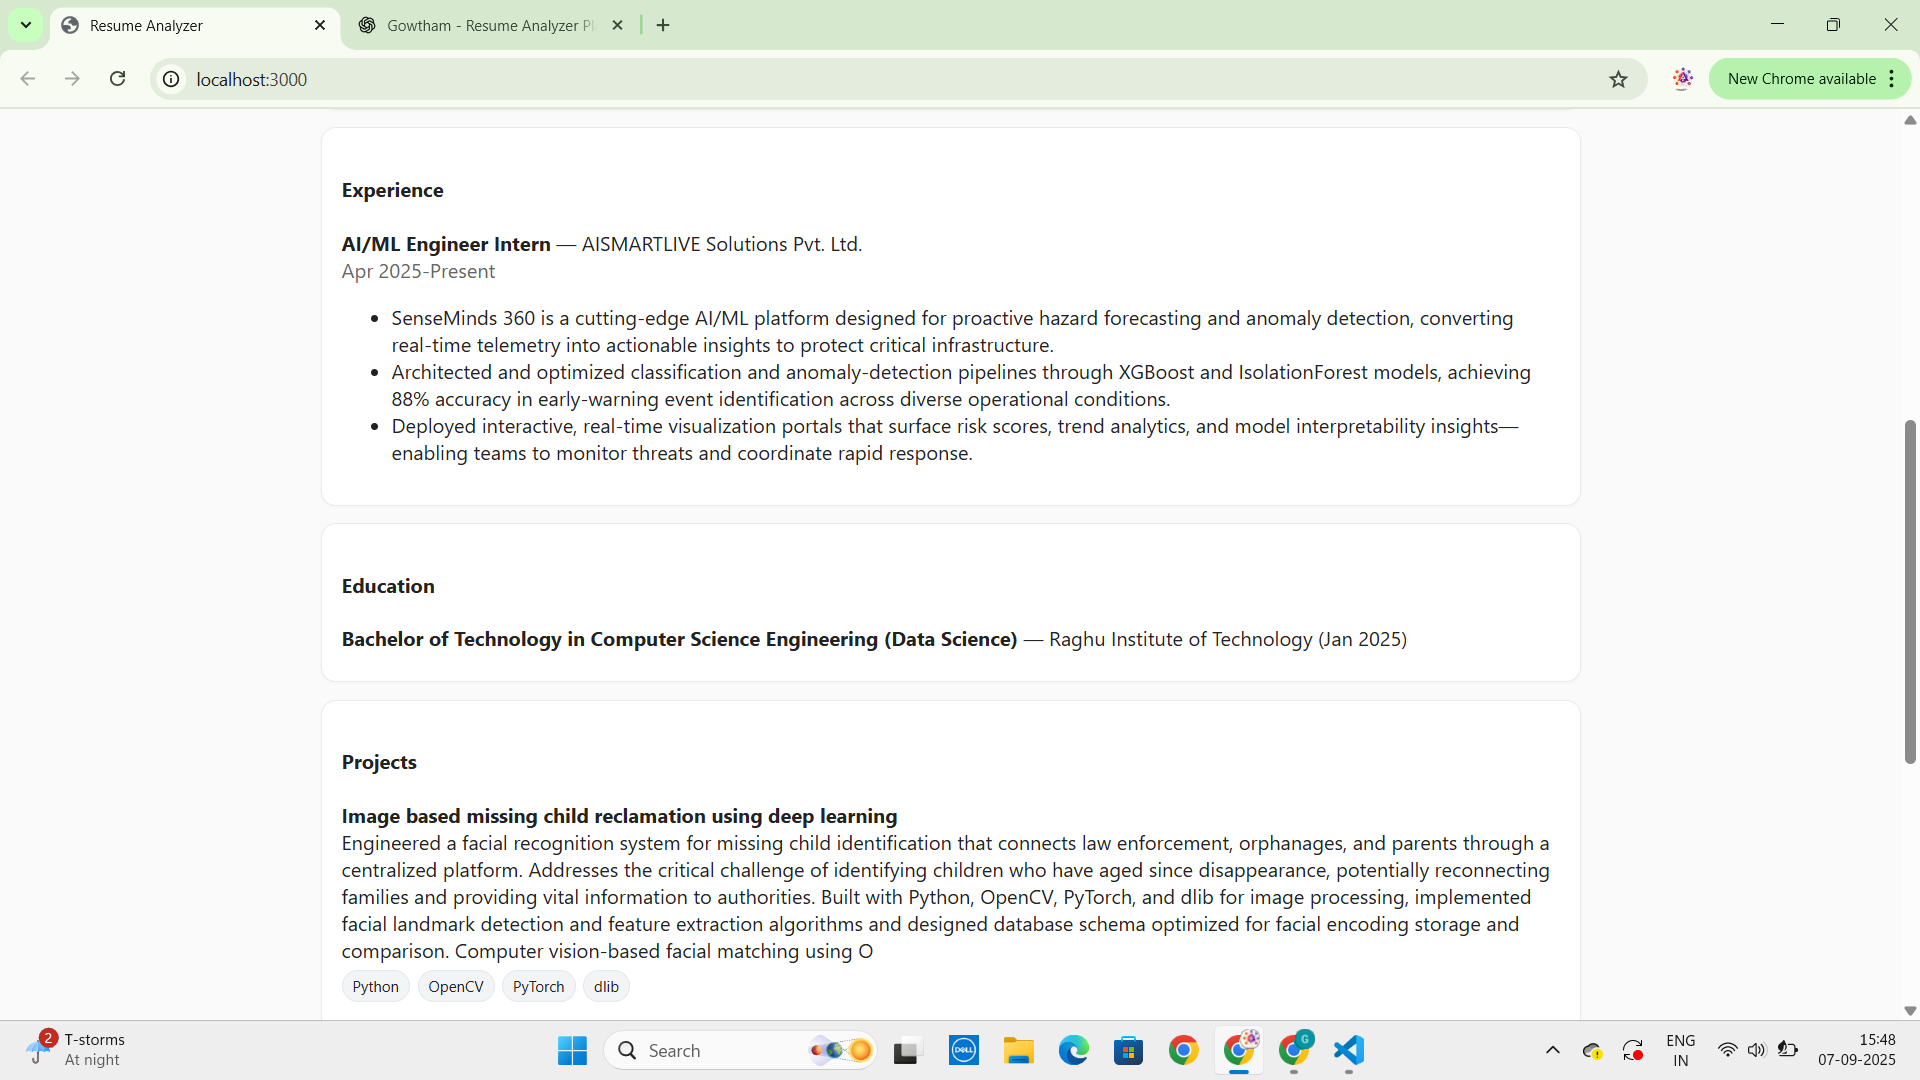 Resume Analyzer
Gowtham - Resume Analyzer Pl
localhost:3000
New Chrome available
Experience
AI/ML Engineer Intern — AISMARTLIVE Solutions Pvt. Ltd.
Apr 2025-Present
• SenseMinds 360 is a cutting-edge AI/ML platform designed for proactive hazard forecasting and anomaly detection, converting
real-time telemetry into actionable insights to protect critical infrastructure.
• Architected and optimized classification and anomaly-detection pipelines through XGBoost and IsolationForest models, achieving
88% accuracy in early-warning event identification across diverse operational conditions.
• Deployed interactive, real-time visualization portals that surface risk scores, trend analytics, and model interpretability insights—
enabling teams to monitor threats and coordinate rapid response.
Education
Bachelor of Technology in Computer Science Engineering (Data Science) — Raghu Institute of Technology (Jan 2025)
Projects
Image based missing child reclamation using deep learning
Engineered a facial recognition system for missing child identification that connects law enforcement, orphanages, and parents through a
centralized platform. Addresses the critical challenge of identifying children who have aged since disappearance, potentially reconnecting
families and providing vital information to authorities. Built with Python, OpenCV, PyTorch, and dlib for image processing, implemented
facial landmark detection and feature extraction algorithms and designed database schema optimized for facial encoding storage and
comparison. Computer vision-based facial matching using O
Python OpenCV PyTorch dlib
2
T-storms
At night
Search
DELL
G
ENG
IN
15:48
07-09-2025